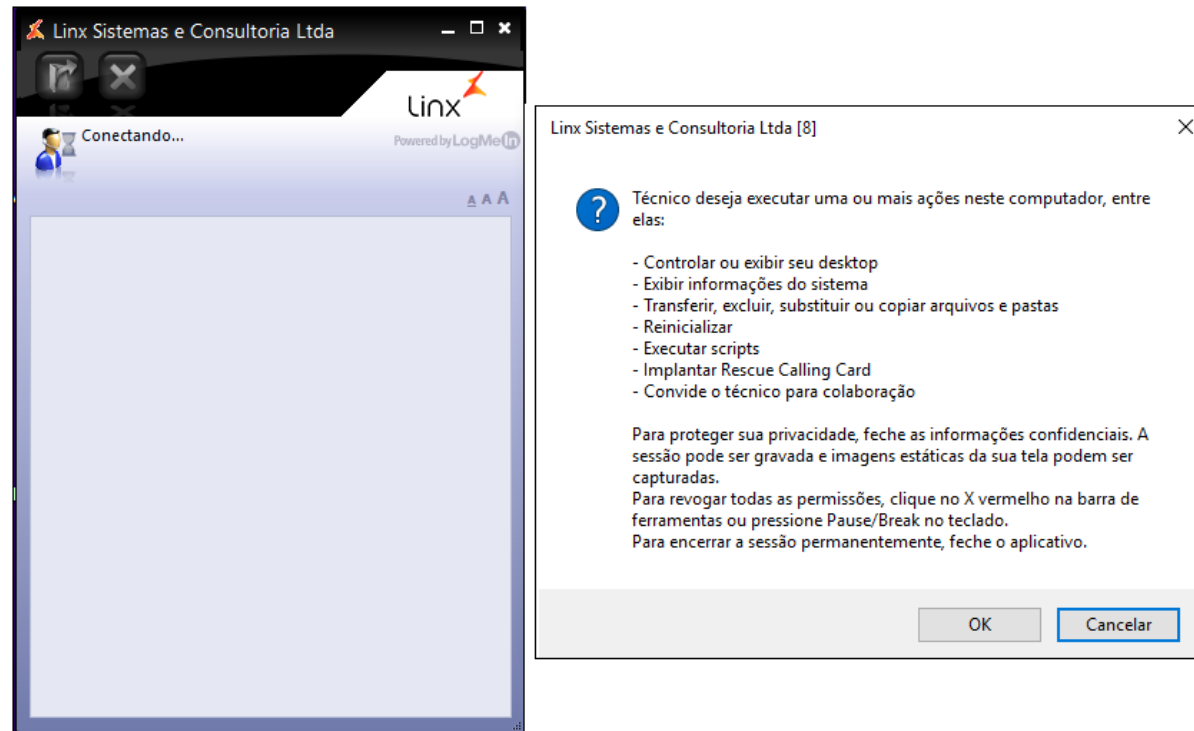 Linx Sistemas e Consultoria Ltda
Linx
Conectando...
Powered by LogMeIn
A A A
Linx Sistemas e Consultoria Ltda [8]
Técnico deseja executar uma ou mais ações neste computador, entre
elas:
- Controlar ou exibir seu desktop
- Exibir informações do sistema
- Transferir, excluir, substituir ou copiar arquivos e pastas
- Reinicializar
- Executar scripts
- Implantar Rescue Calling Card
- Convide o técnico para colaboração
Para proteger sua privacidade, feche as informações confidenciais. A
sessão pode ser gravada e imagens estáticas da sua tela podem ser
capturadas.
Para revogar todas as permissões, clique no X vermelho na barra de
ferramentas ou pressione Pause/Break no teclado.
Para encerrar a sessão permanentemente, feche o aplicativo.
OK
Cancelar